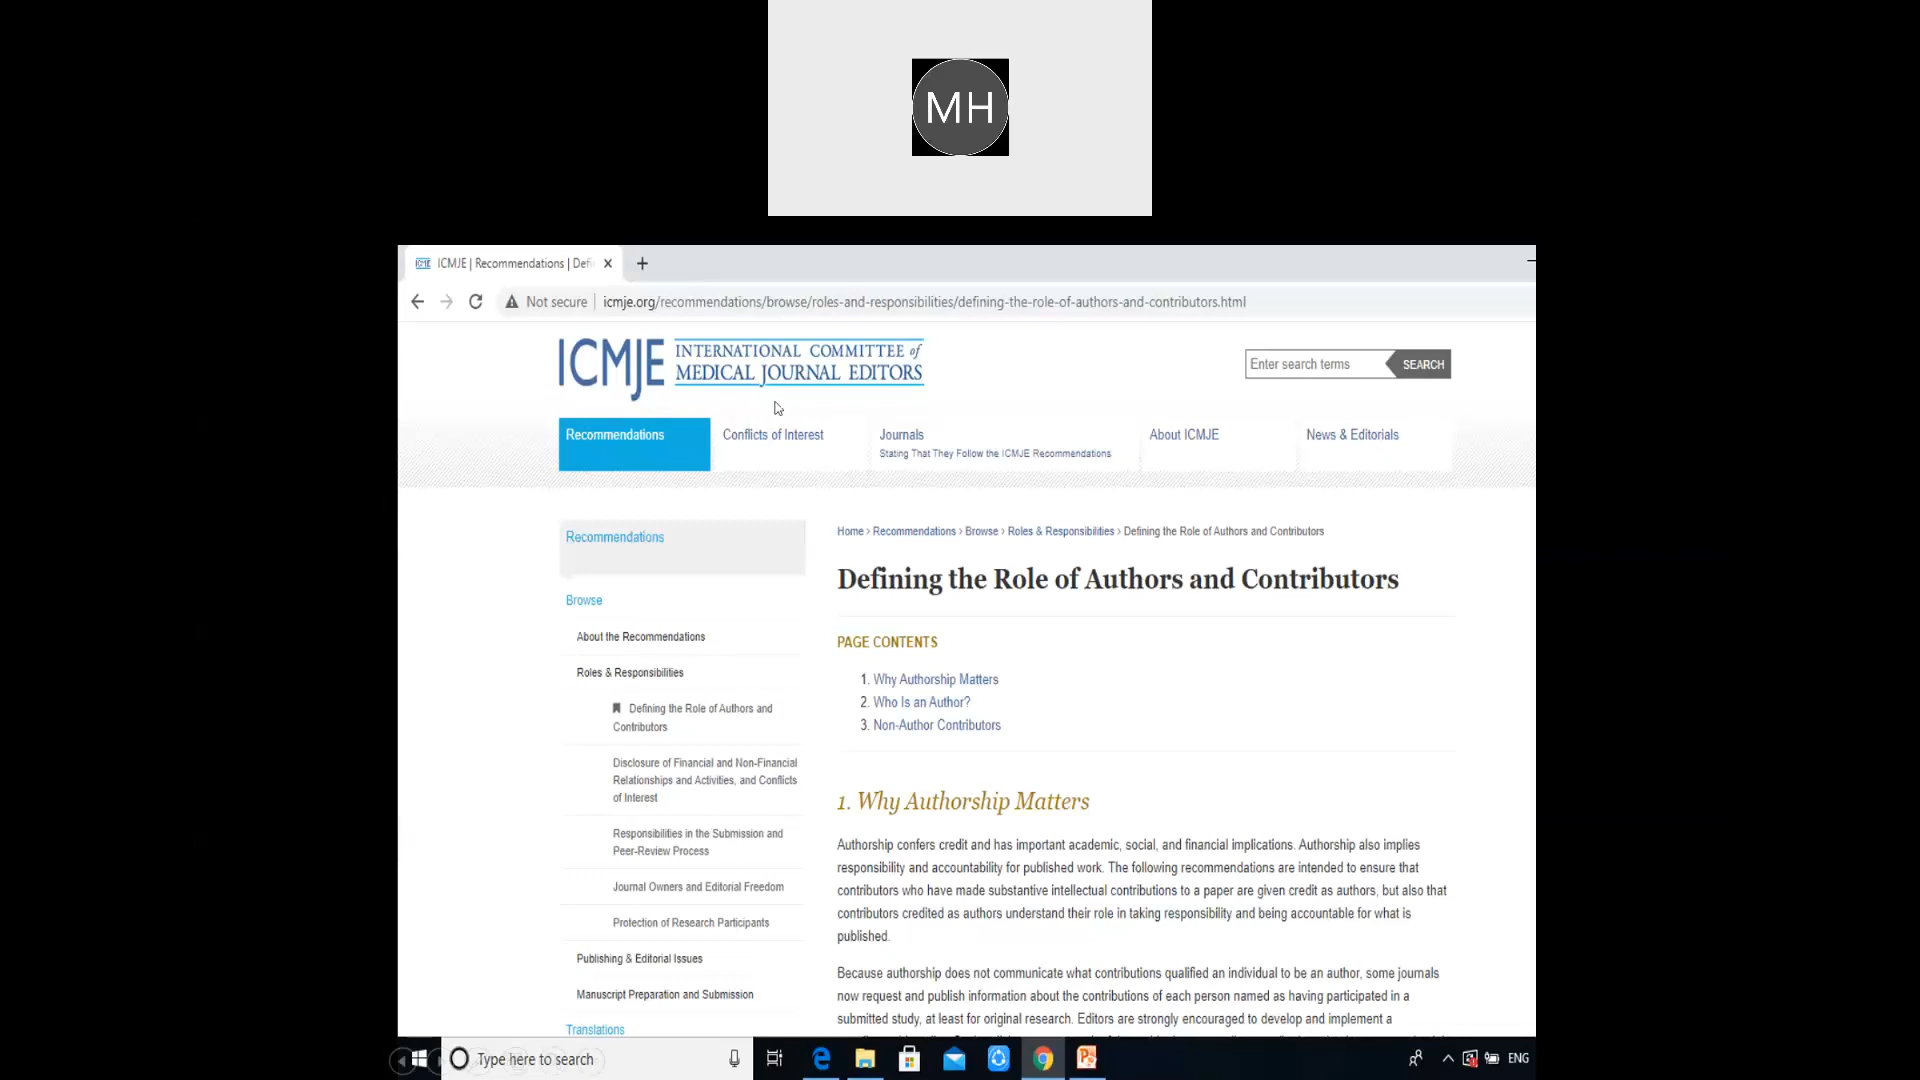 MH
ICMJE | Recommendations | Defi
Not secure
icmje.org/recommendations/browse/roles-and-responsibilities/defining-the-role-of-authors-and-contributors.html
ICMJE INTERNATIONAL COMMITTEE of
MEDICAL JOURNAL EDITORS
Enter search terms SEARCH
Recommendations Conflicts of Interest Journals About ICMJE News & Editorials
Stating That They Follow the ICMJE Recommendations
Recommendations
Browse
About the Recommendations
Roles & Responsibilities
Defining the Role of Authors and
Contributors
Disclosure of Financial and Non-Financial
Relationships and Activities, and Conflicts
of Interest
Responsibilities in the Submission and
Peer-Review Process
Journal Owners and Editorial Freedom
Protection of Research Participants
Publishing & Editorial Issues
Manuscript Preparation and Submission
Translations
Home > Recommendations > Browse > Roles & Responsibilities > Defining the Role of Authors and Contributors
Defining the Role of Authors and Contributors
PAGE CONTENTS
1. Why Authorship Matters
2. Who Is an Author?
3. Non-Author Contributors
1. Why Authorship Matters
Authorship confers credit and has important academic, social, and financial implications. Authorship also implies
responsibility and accountability for published work. The following recommendations are intended to ensure that
contributors who have made substantive intellectual contributions to a paper are given credit as authors, but also that
contributors credited as authors understand their role in taking responsibility and being accountable for what is
published.
Because authorship does not communicate what contributions qualified an individual to be an author, some journals
now request and publish information about the contributions of each person named as having participated in a
submitted study, at least for original research. Editors are strongly encouraged to develop and implement a
Type here to search
ENG